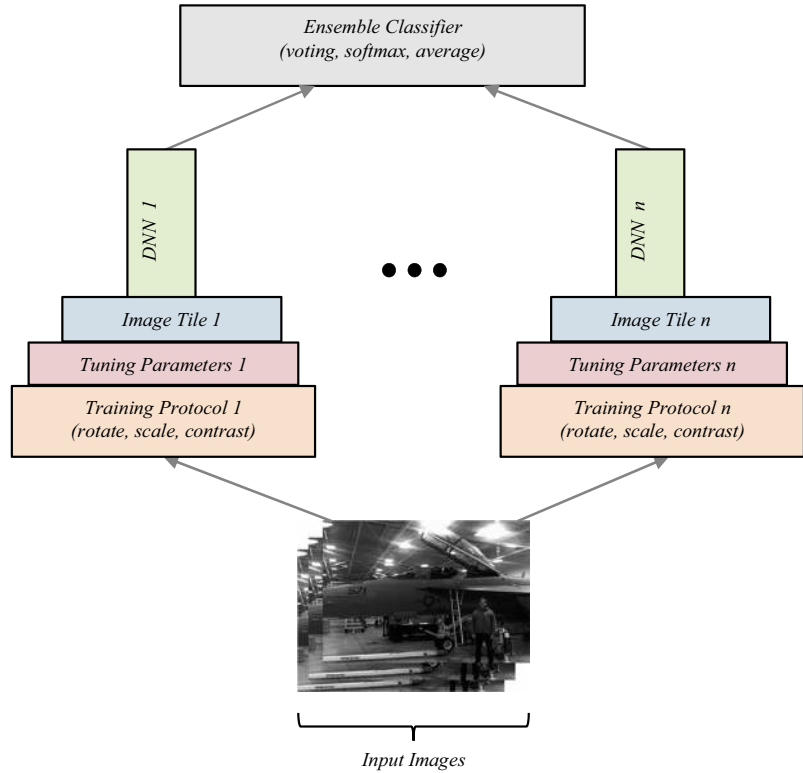 Ensemble Classifier
(voting, softmax, average)
DNN 1
DNN n
Image Tile 1
Image Tile n
Tuning Parameters 1
Tuning Parameters n
Training Protocol 1
(rotate, scale, contrast)
Training Protocol n
(rotate, scale, contrast)
Input Images